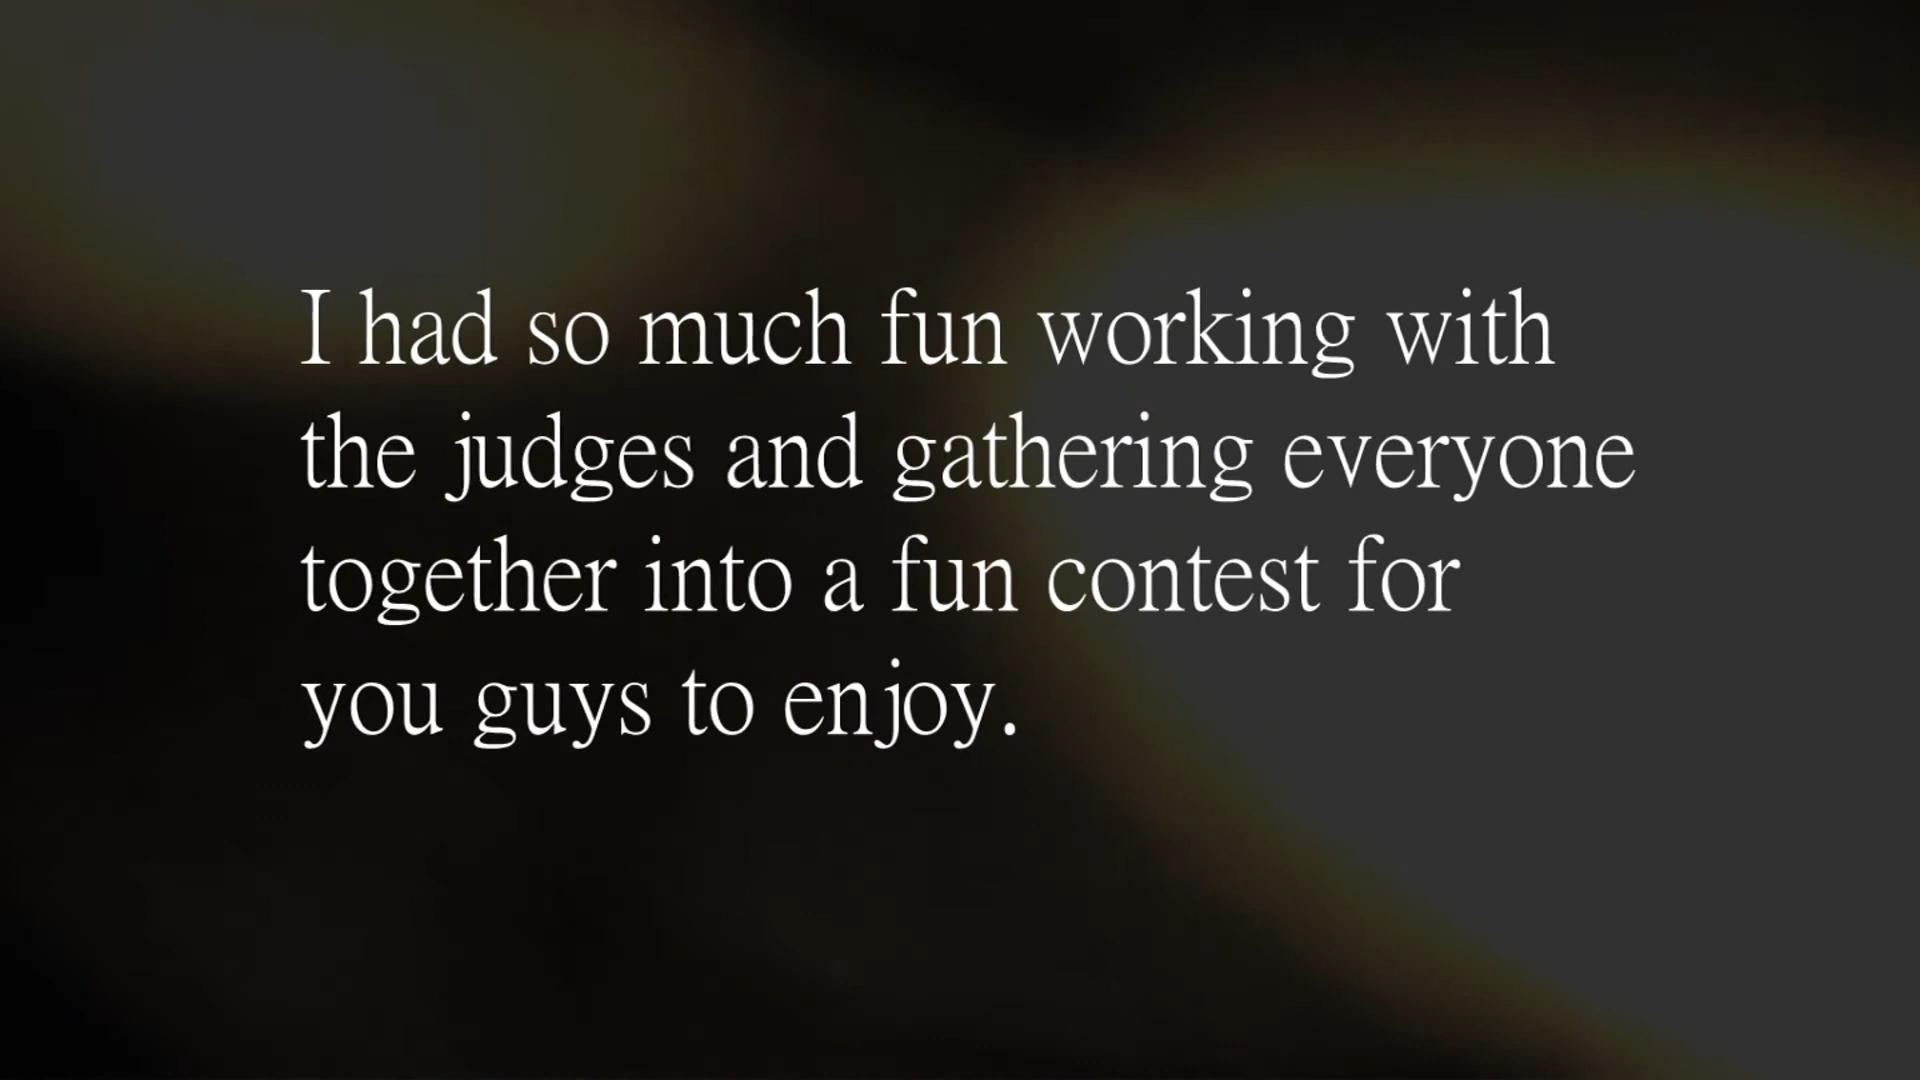 I had so much fun working with
the judges and gathering everyone
together into a fun contest for
you guys to enjoy.